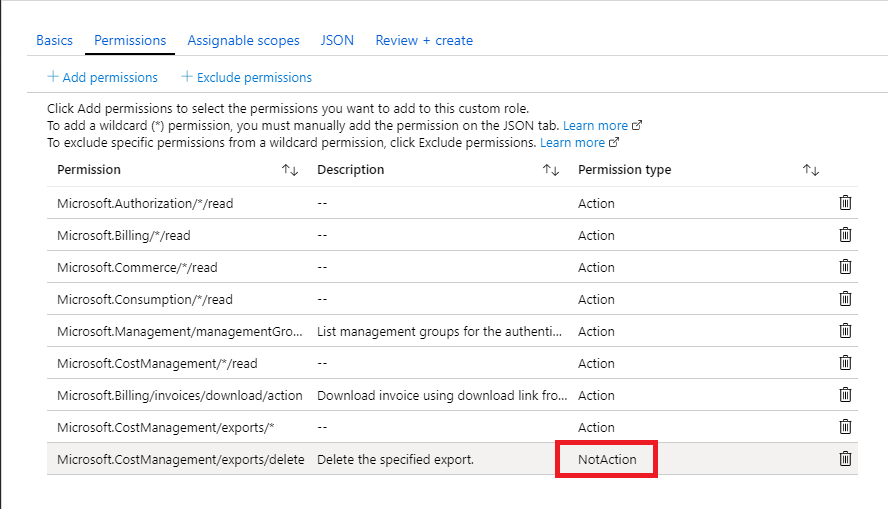 Basics Permissions Assignable scopes JSON Review + create
+ Add permissions + Exclude permissions
Click Add permissions to select the permissions you want to add to this custom role.
To add a wildcard (*) permission, you must manually add the permission on the JSON tab. Learn more
To exclude specific permissions from a wildcard permission, click Exclude permissions. Learn more
Permission Description Permission type
Microsoft.Authorization/*/read -- Action
Microsoft.Billing/*/read -- Action
Microsoft.Commerce/*/read -- Action
Microsoft.Consumption/*/read -- Action
Microsoft.Management/managementGro... List management groups for the authenti... Action
Microsoft.CostManagement/*/read -- Action
Microsoft.Billing/invoices/download/action Download invoice using download link fro... Action
Microsoft.CostManagement/exports/* -- Action
Microsoft.CostManagement/exports/delete Delete the specified export. NotAction